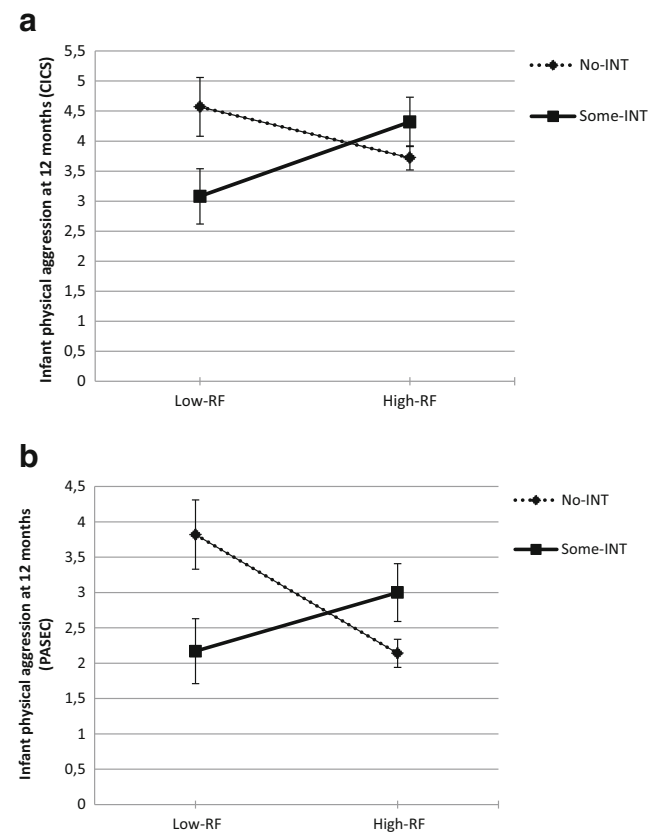 a
Infant physical aggression at 12 months (CICS)
5,5
5
4,5
4
3,5
3
2,5
2
1,5
1
0,5
0
Low-RF
High-RF
No-INT
Some-INT
b
Infant physical aggression at 12 months
(PASEC)
4,5
4
3,5
3
2,5
2
1,5
1
0,5
0
Low-RF
High-RF
No-INT
Some-INT